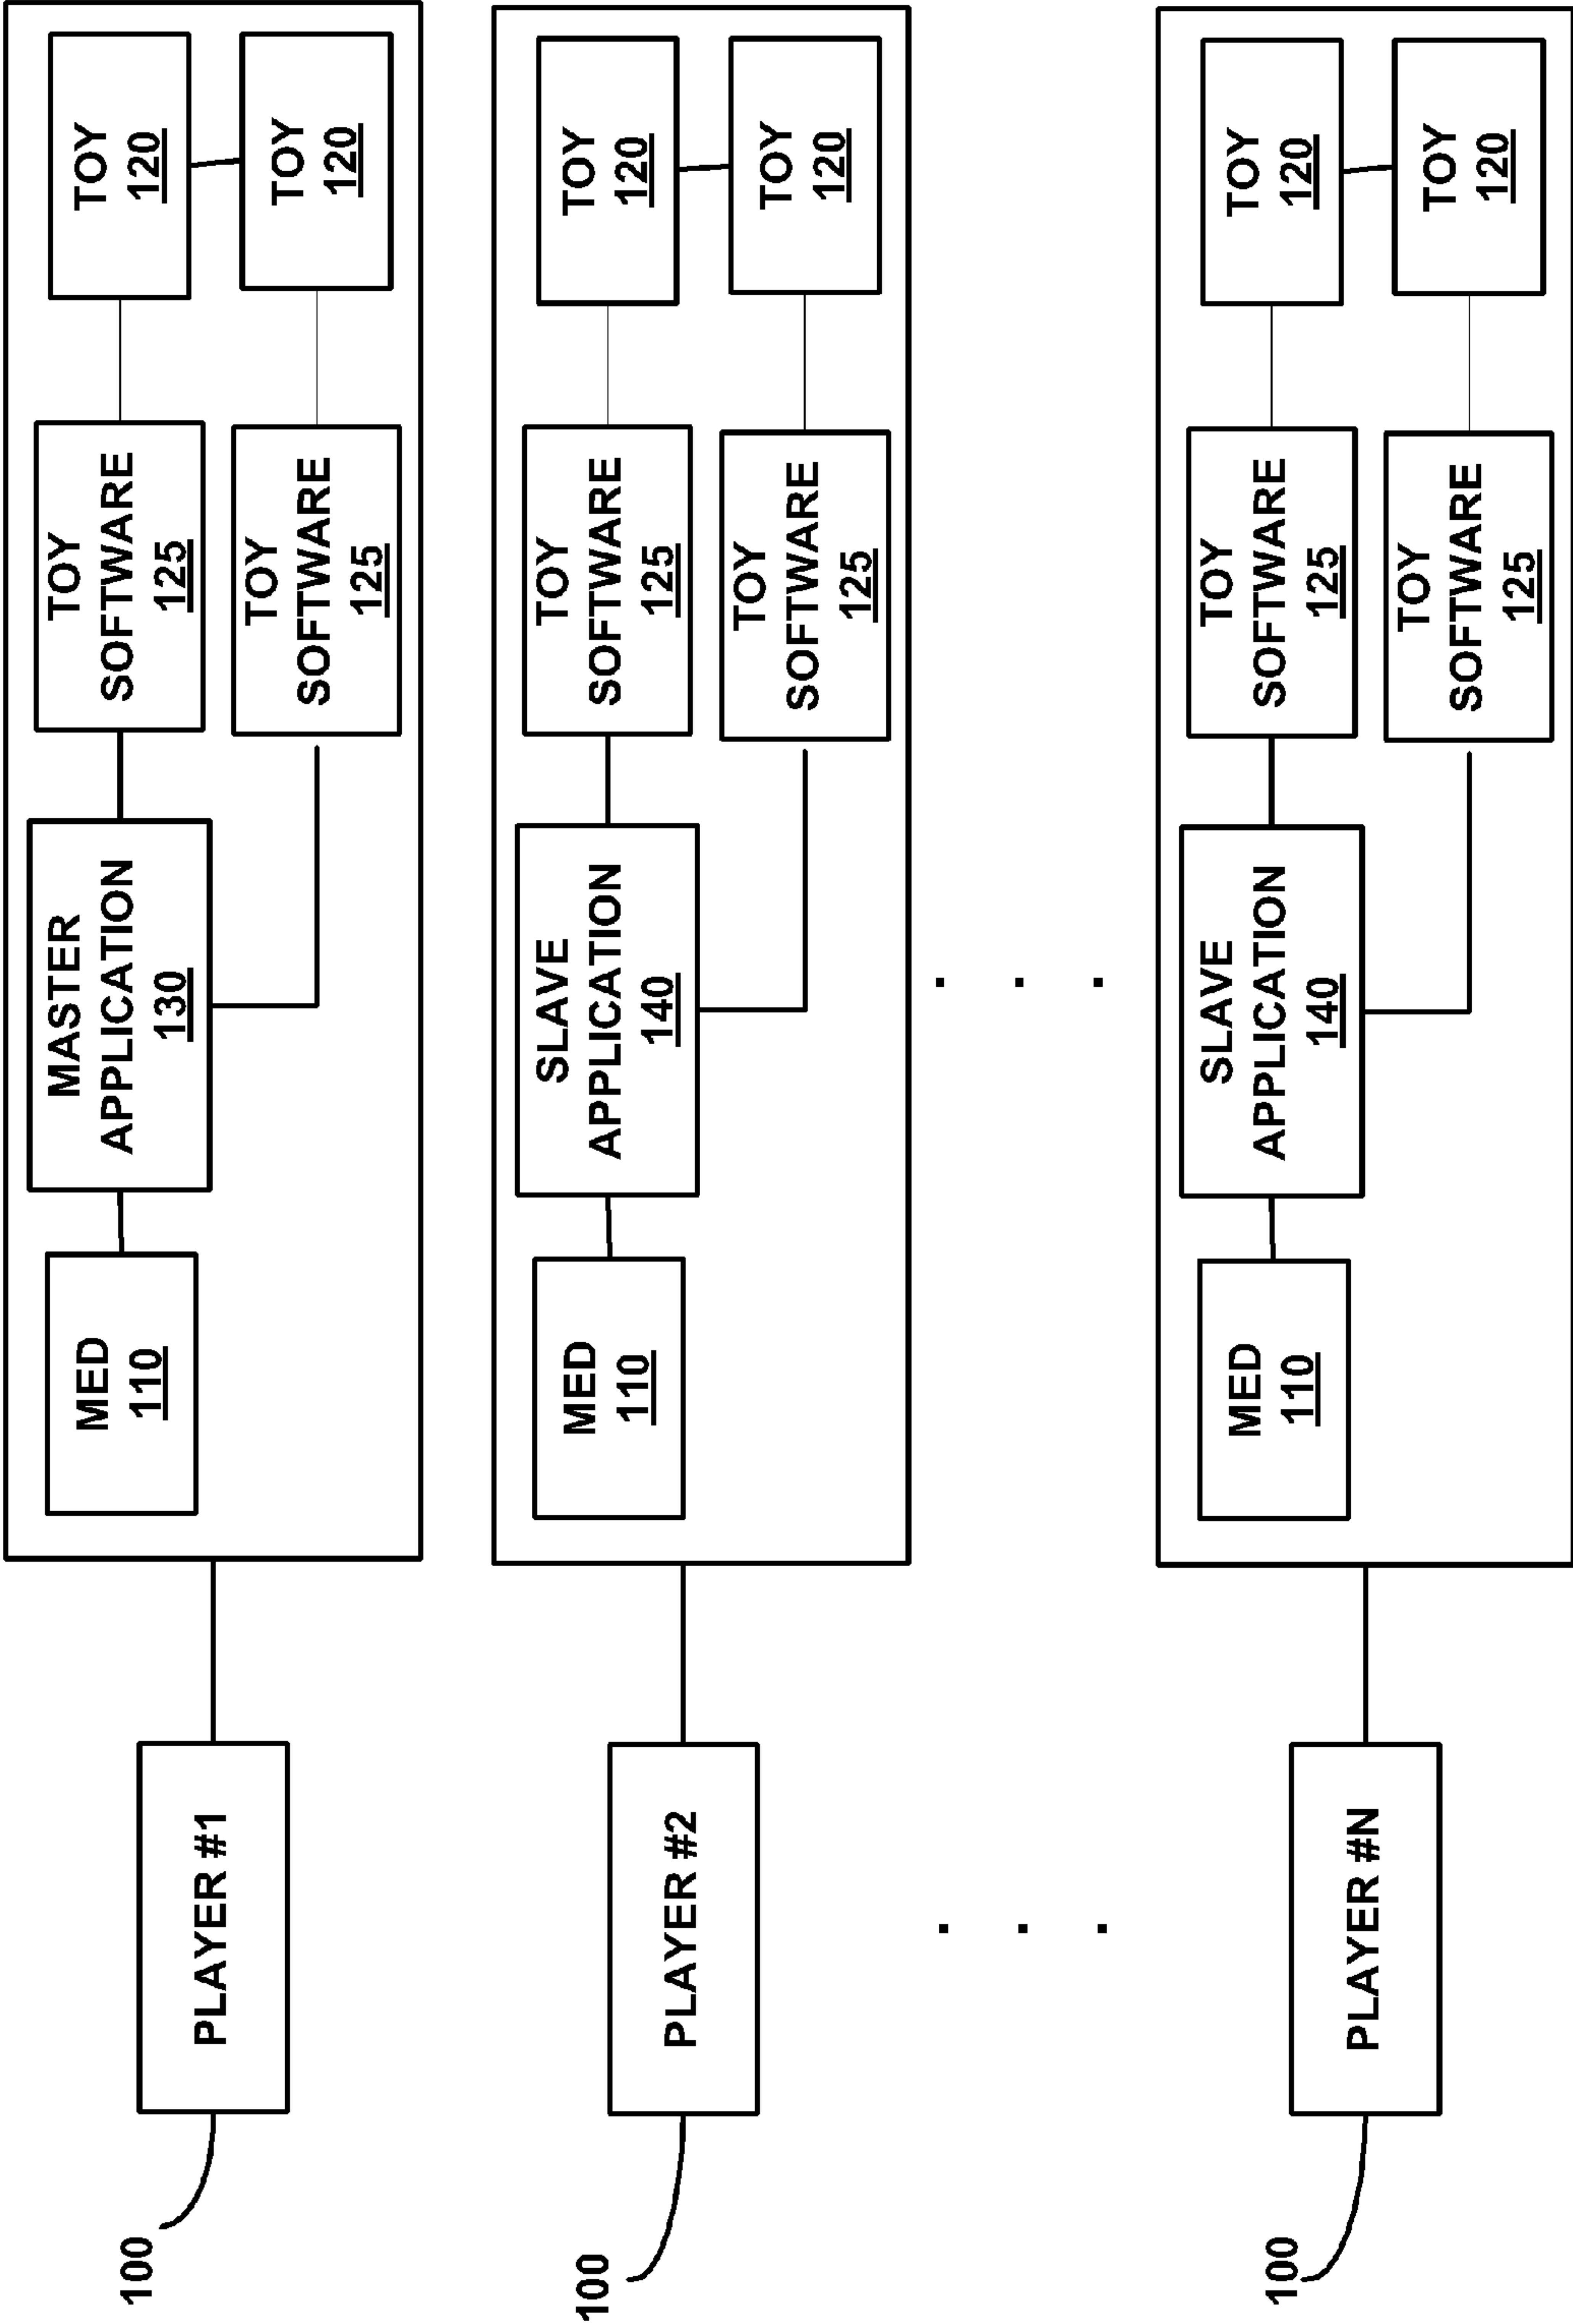 100
PLAYER #1
MED
110
MASTER
APPLICATION
130
TOY
SOFTWARE
125
TOY
120
TOY
SOFTWARE
125
TOY
120
100
PLAYER #2
MED
110
SLAVE
APPLICATION
140
TOY
SOFTWARE
125
TOY
120
TOY
SOFTWARE
125
TOY
120
. . .
. . .
100
PLAYER #N
MED
110
SLAVE
APPLICATION
140
TOY
SOFTWARE
125
TOY
120
TOY
SOFTWARE
125
TOY
120